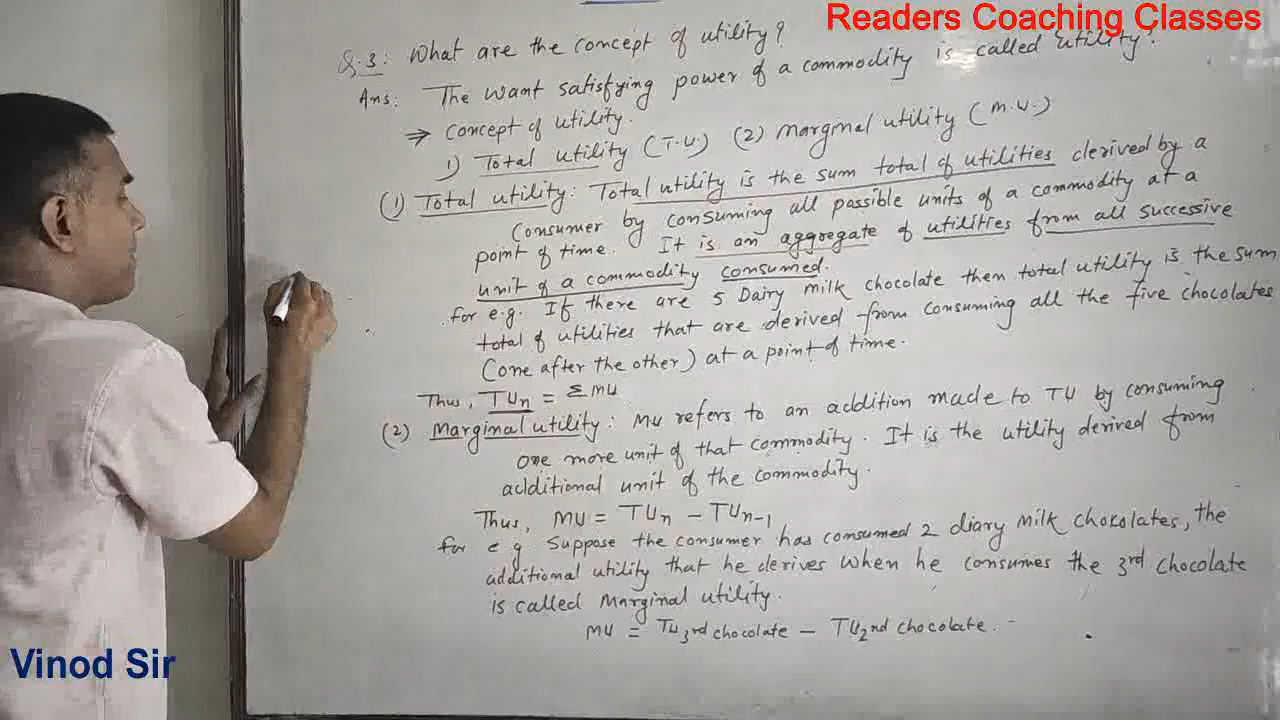 Readers Coaching Classes
Q.3: What are the concept of utility?
Ans: The want satisfying power of a commodity is called 'utility'.
⇒ concept of utility.
1) Total utility (T.U) (2) Marginal utility (M.U.)
(1) Total utility: Total utility is the sum total of utilities derived by a
Consumer by consuming all possible units of a commodity at a
point of time. It is an aggregate of utilities from all successive
unit of a commodity consumed.
for e.g. If there are 5 Dairy milk chocolate then total utility is the sum
total of utilities that are derived from consuming all the five chocolates
(one after the other) at a point of time.
Thus, TUn = Σ MU
(2) Marginal utility: MU refers to an addition made to TU by consuming
one more unit of that commodity. It is the utility derived from
additional unit of the commodity.
Thus, MU = TUn - TUn-1
for e g Suppose the consumer has consumed 2 diary milk chokolates, the
additional utility that he derives when he consumes the 3rd chocolate
is called Marginal utility.
MU = TU3rd chocolate - TU2nd chocolate.
Vinod Sir